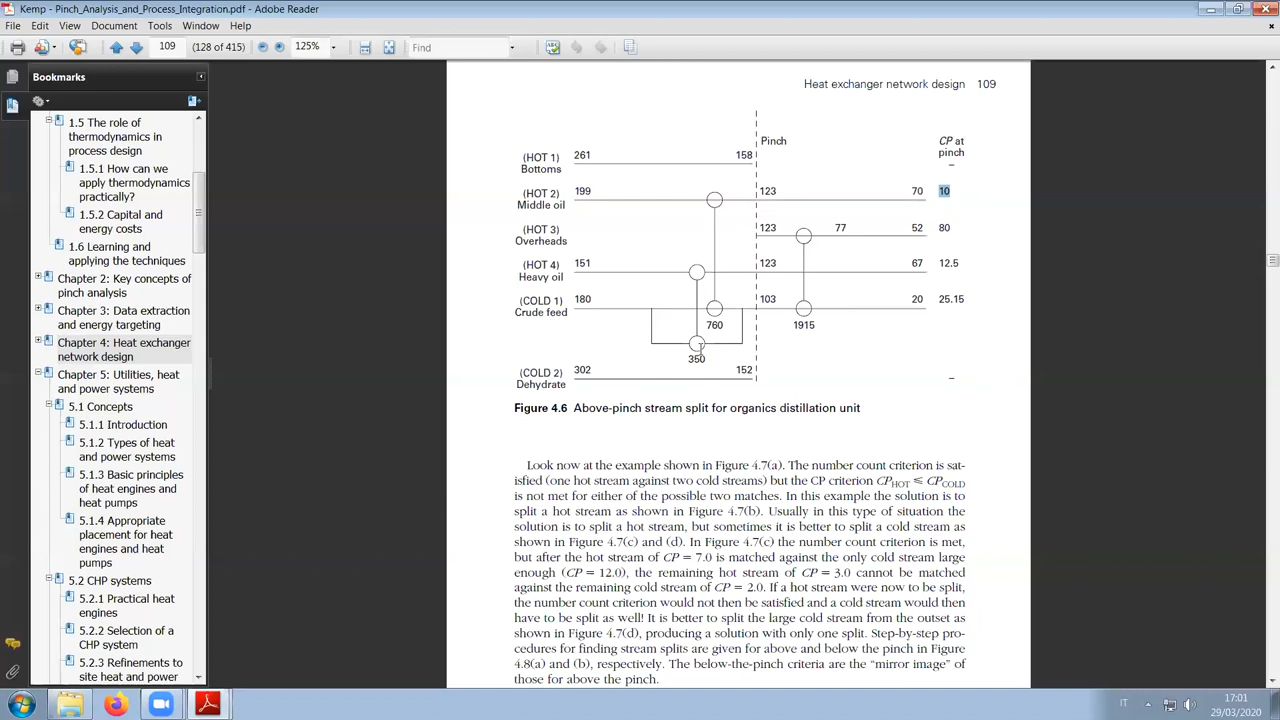 Kemp - Pinch_Analysis_and_Process_Integration.pdf - Adobe Reader
File Edit View Document Tools Window Help
109 (128 of 415) 125% Find
Bookmarks
1.5 The role of
thermodynamics in
process design
1.5.1 How can we
apply thermodynamics
practically?
1.5.2 Capital and
energy costs
1.6 Learning and
applying the techniques
Chapter 2: Key concepts of
pinch analysis
Chapter 3: Data extraction
and energy targeting
Chapter 4: Heat exchanger
network design
Chapter 5: Utilities, heat
and power systems
5.1 Concepts
5.1.1 Introduction
5.1.2 Types of heat
and power systems
5.1.3 Basic principles
of heat engines and
heat pumps
5.1.4 Appropriate
placement for heat
engines and heat
pumps
5.2 CHP systems
5.2.1 Practical heat
engines
5.2.2 Selection of a
CHP system
5.2.3 Refinements to
site heat and power
Heat exchanger network design 109
Pinch
CP at
pinch
(HOT 1) 261 158 –
Bottoms
(HOT 2) 199 123 70 10
Middle oil
(HOT 3) 123 77 52 80
Overheads
(HOT 4) 151 123 67 12.5
Heavy oil
(COLD 1) 180 103 20 25.15
Crude feed
760 1915
350
(COLD 2) 302 152 –
Dehydrate
Figure 4.6 Above-pinch stream split for organics distillation unit
Look now at the example shown in Figure 4.7(a). The number count criterion is sat-
isfied (one hot stream against two cold streams) but the CP criterion CPHOT ⩽ CPCOLD
is not met for either of the possible two matches. In this example the solution is to
split a hot stream as shown in Figure 4.7(b). Usually in this type of situation the
solution is to split a hot stream, but sometimes it is better to split a cold stream as
shown in Figure 4.7(c) and (d). In Figure 4.7(c) the number count criterion is met,
but after the hot stream of CP = 7.0 is matched against the only cold stream large
enough (CP = 12.0), the remaining hot stream of CP = 3.0 cannot be matched
against the remaining cold stream of CP = 2.0. If a hot stream were now to be split,
the number count criterion would not then be satisfied and a cold stream would then
have to be split as well! It is better to split the large cold stream from the outset as
shown in Figure 4.7(d), producing a solution with only one split. Step-by-step pro-
cedures for finding stream splits are given for above and below the pinch in Figure
4.8(a) and (b), respectively. The below-the-pinch criteria are the “mirror image” of
those for above the pinch.
IT
17:01
29/03/2020